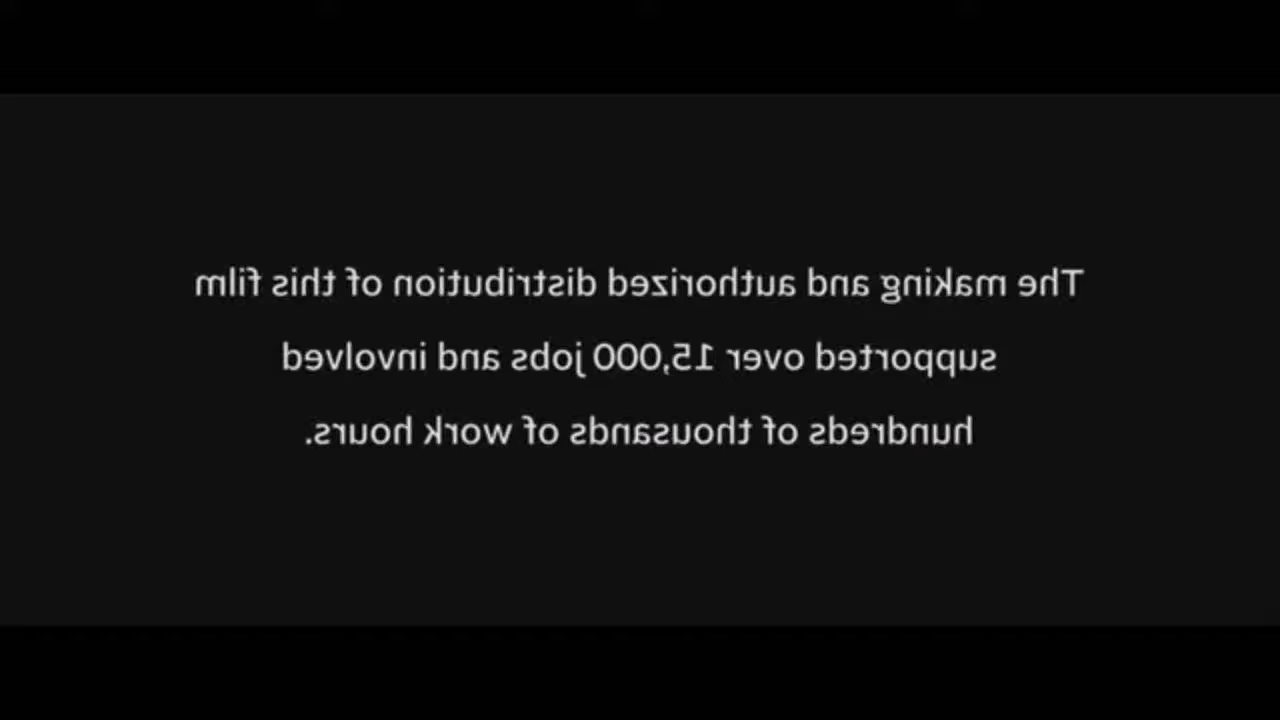 The making and authorized distributed distribution of this film
supported over 15,000 jobs and involved
hundreds of thousands of work hours.